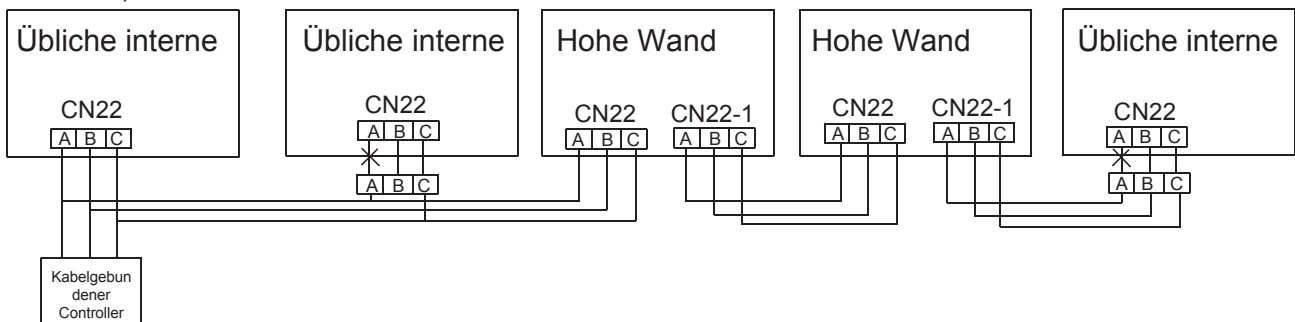 Übliche interne
CN22
A B C
Übliche interne
CN22
A B C
A B C
Hohe Wand
CN22 CN22-1
A B C A B C
Hohe Wand
CN22 CN22-1
A B C A B C
Übliche interne
CN22
A B C
A B C
Kabelgebun
dener
Controller